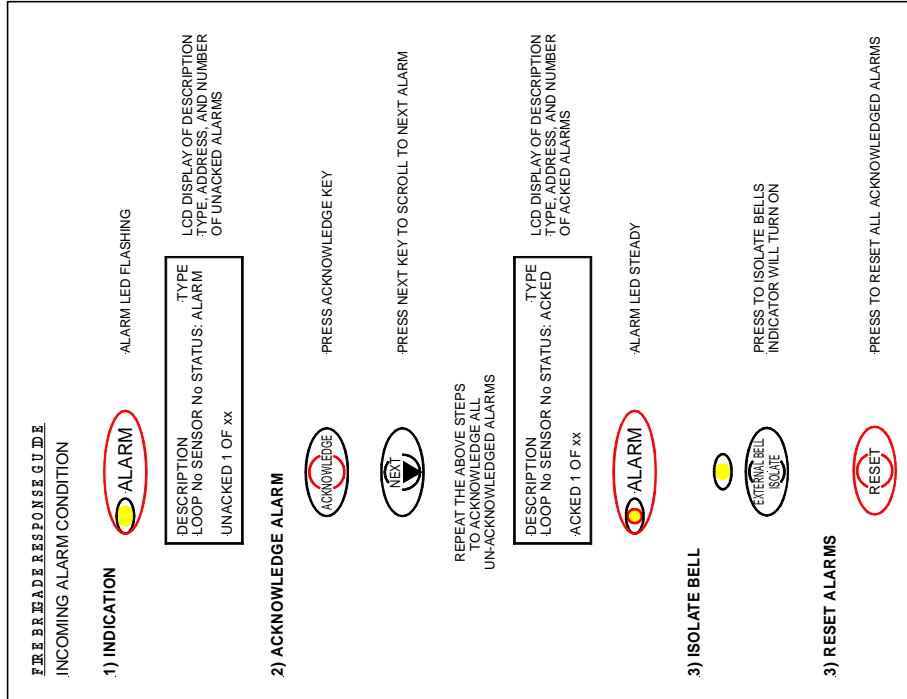 FIRE BRIGADE RESPONSE GUIDE
INCOMING ALARM CONDITION
1) INDICATION
ALARM
ALARM LED FLASHING
DESCRIPTION TYPE
LOOP No SENSOR No STATUS: ALARM
UNACKED 1 OF xx
LCD DISPLAY OF DESCRIPTION
TYPE, ADDRESS, AND NUMBER
OF UNACKED ALARMS
2) ACKNOWLEDGE ALARM
ACKNOWLEDGE
PRESS ACKNOWLEDGE KEY
NEXT
PRESS NEXT KEY TO SCROLL TO NEXT ALARM
REPEAT THE ABOVE STEPS
TO ACKNOWLEDGE ALL
UN-ACKNOWLEDGED ALARMS
DESCRIPTION TYPE
LOOP No SENSOR No STATUS: ACKED
ACKED 1 OF xx
LCD DISPLAY OF DESCRIPTION
TYPE, ADDRESS, AND NUMBER
OF ACKED ALARMS
ALARM
ALARM LED STEADY
3) ISOLATE BELL
EXTERNAL BELL
ISOLATE
PRESS TO ISOLATE BELLS
INDICATOR WILL TURN ON
3) RESET ALARMS
RESET
PRESS TO RESET ALL ACKNOWLEDGED ALARMS